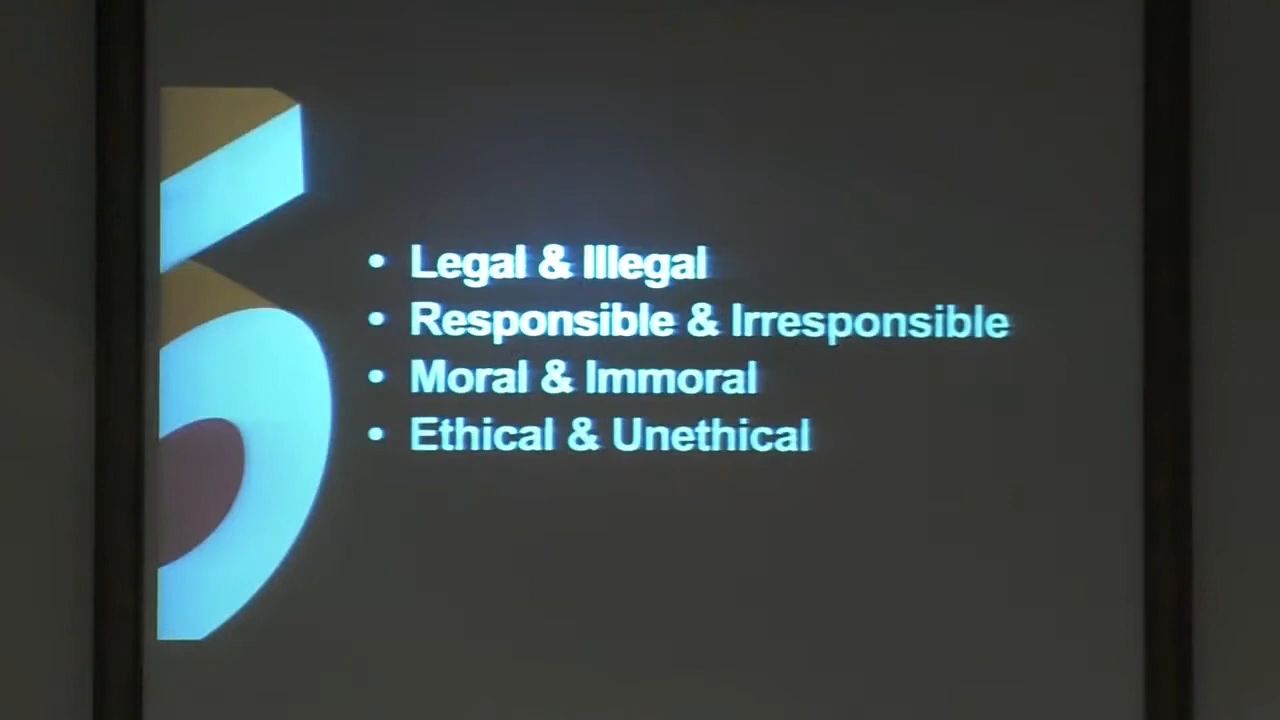 • Legal & Illegal
• Responsible & Irresponsible
• Moral & Immoral
• Ethical & Unethical